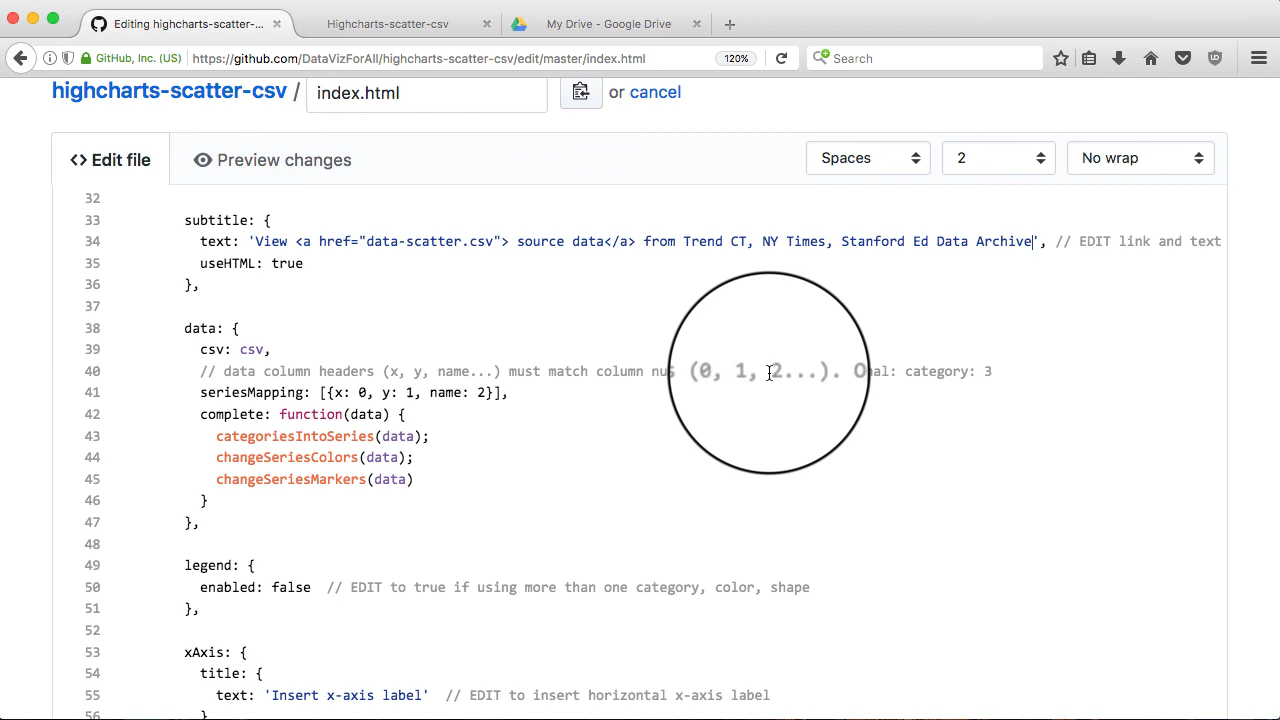 Editing highcharts-scatter-... × Highcharts-scatter-csv × My Drive - Google Drive × +
GitHub, Inc. (US) https://github.com/DataVizForAll/highcharts-scatter-csv/edit/master/index.html 120% Search
highcharts-scatter-csv / index.html or cancel
<> Edit file Preview changes Spaces 2 No wrap
32
33 subtitle: {
34 text: 'View <a href="data-scatter.csv"> source data</a> from Trend CT, NY Times, Stanford Ed Data Archive', // EDIT link and text
35 useHTML: true
36 },
37
38 data: {
39 csv: csv,
40 // data column headers (x, y, name...) must match column (0, 1, 2...). category: 3
41 seriesMapping: [{x: 0, y: 1, name: 2}],
42 complete: function(data) {
43 categoriesIntoSeries(data);
44 changeSeriesColors(data);
45 changeSeriesMarkers(data)
46 }
47 },
48
49 legend: {
50 enabled: false // EDIT to true if using more than one category, color, shape
51 },
52
53 xAxis: {
54 title: {
55 text: 'Insert x-axis label' // EDIT to insert horizontal x-axis label
56 }